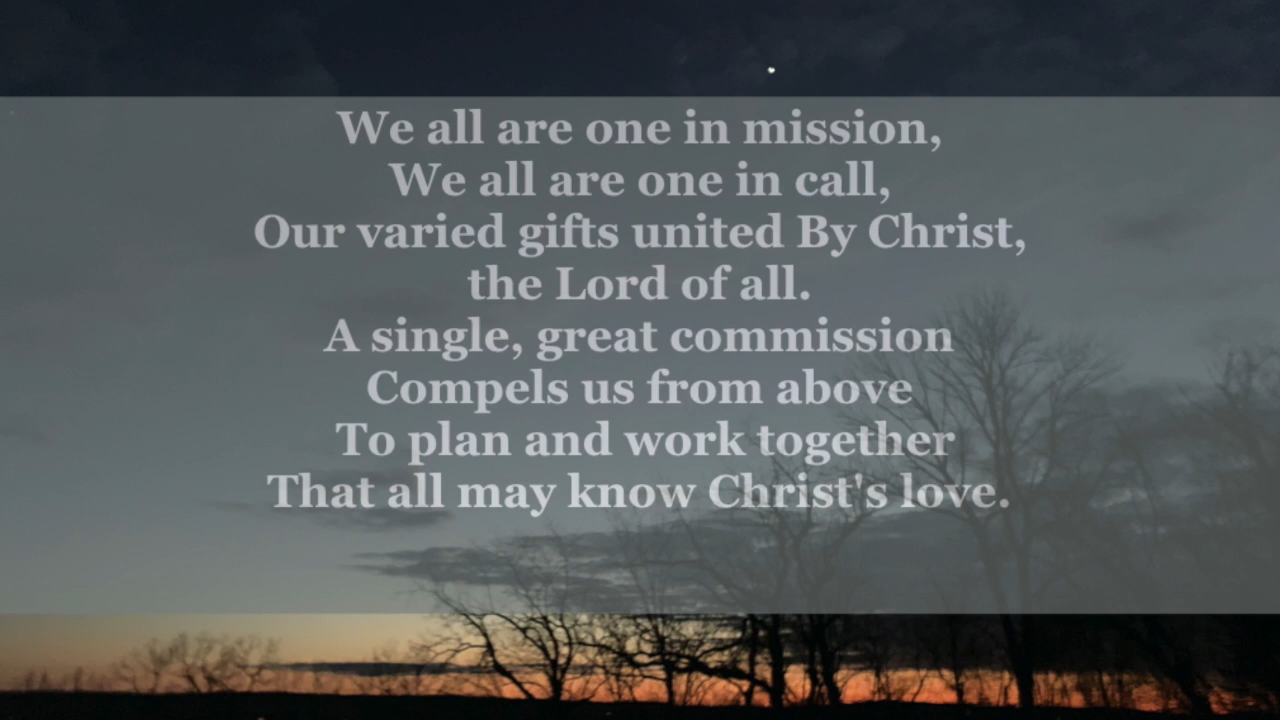 We all are one in mission,
We all are one in call,
Our varied gifts united By Christ,
the Lord of all.
A single, great commission
Compels us from above
To plan and work together
That all may know Christ's love.